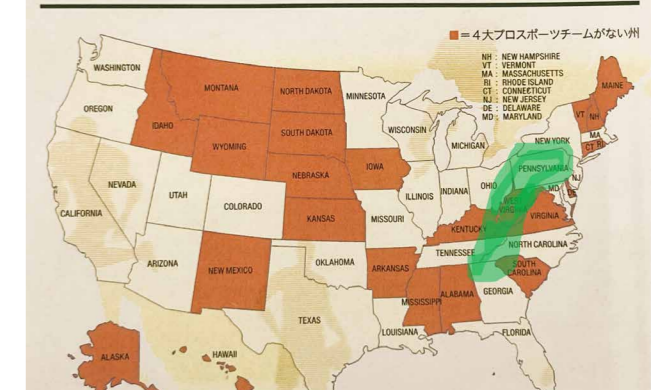 ■=4大プロスポーツチームがない州
NH : NEW HAMPSHIRE
VT : VERMONT
MA : MASSACHUSETTS
RI : RHODE ISLAND
CT : CONNECTICUT
NJ : NEW JERSEY
DE : DELAWARE
MD : MARYLAND
WASHINGTON
MONTANA
NORTH DAKOTA
MINNESOTA
MAINE
OREGON
IDAHO
WYOMING
SOUTH DAKOTA
WISCONSIN
MICHIGAN
NEW YORK
VT
NH
MA
CT
RI
NEVADA
UTAH
COLORADO
NEBRASKA
IOWA
ILLINOIS
INDIANA
OHIO
PENNSYLVANIA
NJ
MD
DE
CALIFORNIA
KANSAS
MISSOURI
KENTUCKY
WEST
VIRGINIA
VIRGINIA
ARIZONA
NEW MEXICO
OKLAHOMA
ARKANSAS
TENNESSEE
NORTH CAROLINA
SOUTH
CAROLINA
TEXAS
LOUISIANA
MISSISSIPPI
ALABAMA
GEORGIA
FLORIDA
ALASKA
HAWAII